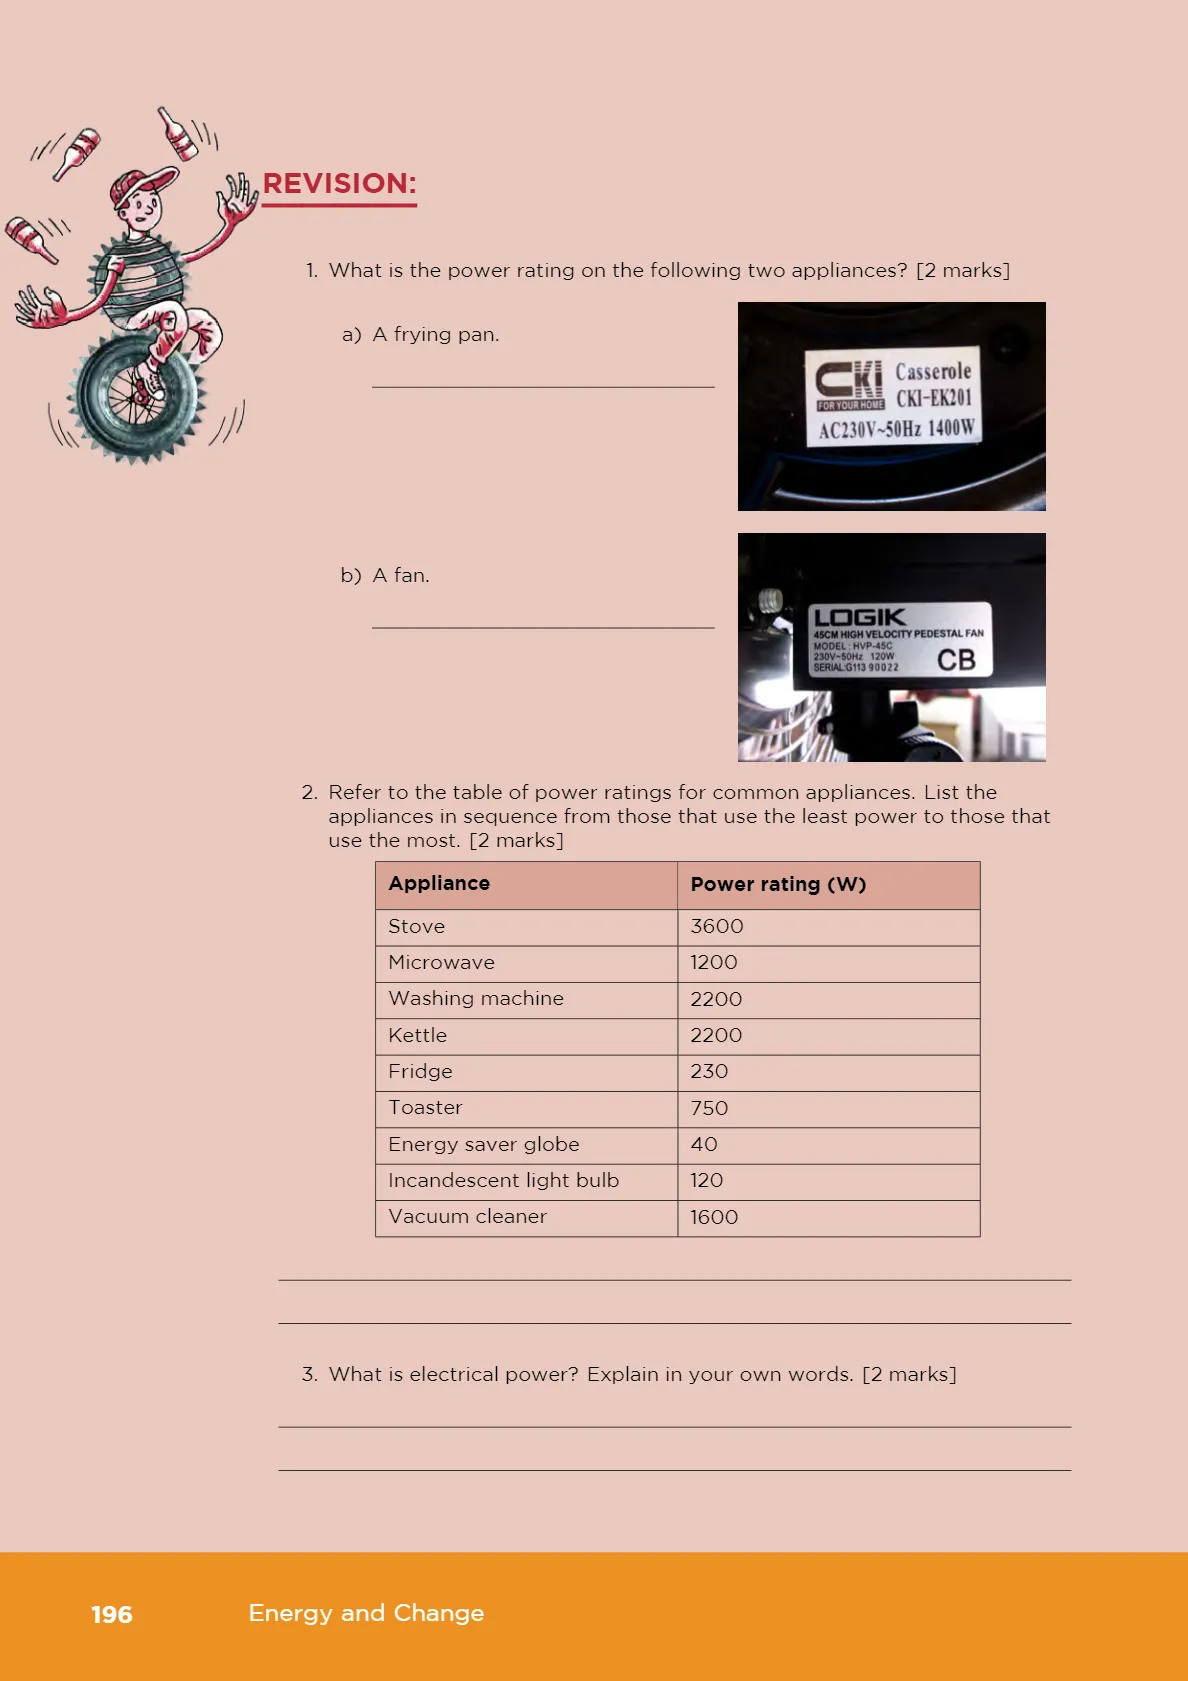 REVISION:
1. What is the power rating on the following two appliances? [2 marks]
a) A frying pan.
CKI
FOR YOUR HOME
Casserole
CKI-EK201
AC230V~50Hz 1400W
b) A fan.
LOGIK
45CM HIGH VELOCITY PEDESTAL FAN
MODEL: HVP-45C
230V~50Hz 120W
SERIAL:G113 90022
CB
2. Refer to the table of power ratings for common appliances. List the
appliances in sequence from those that use the least power to those that
use the most. [2 marks]
Appliance Power rating (W)
Stove 3600
Microwave 1200
Washing machine 2200
Kettle 2200
Fridge 230
Toaster 750
Energy saver globe 40
Incandescent light bulb 120
Vacuum cleaner 1600
3. What is electrical power? Explain in your own words. [2 marks]
196 Energy and Change